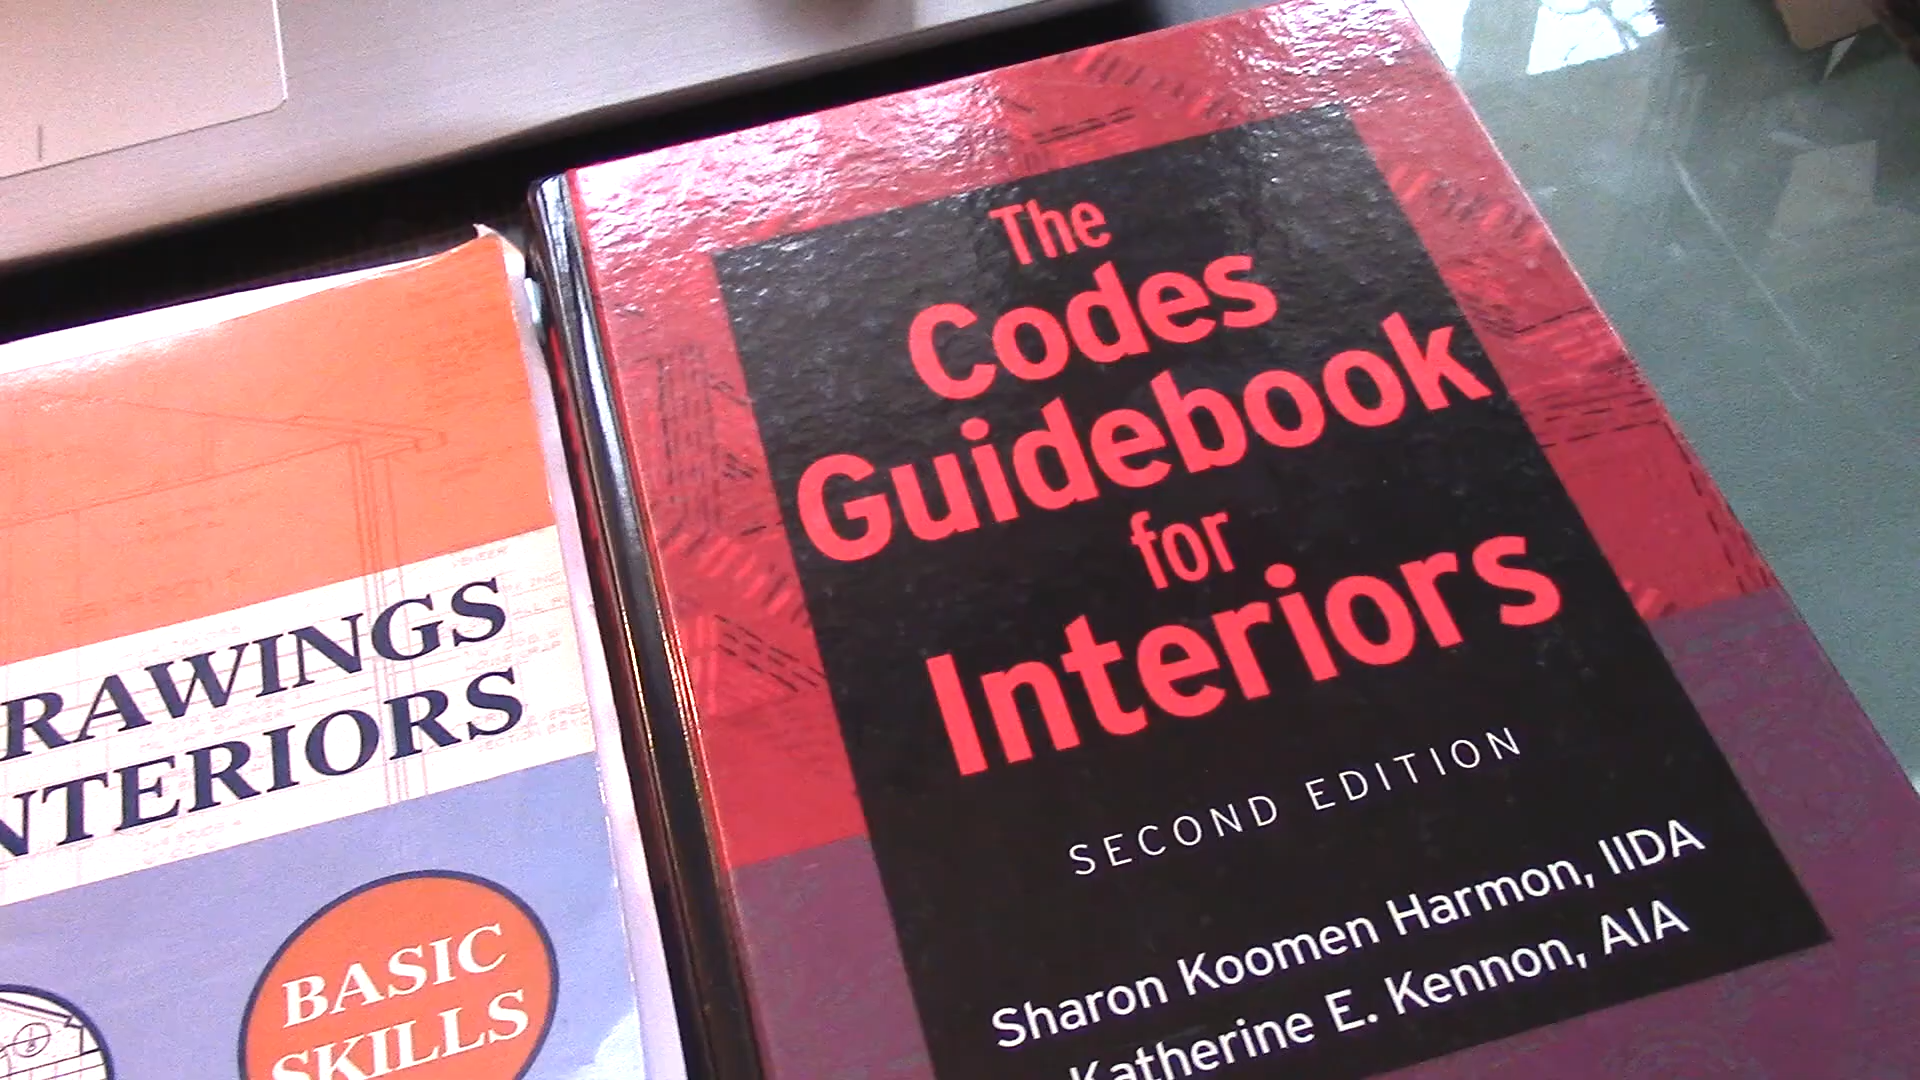 RAWINGS
NTERIORS
BASIC
SKILLS
The
Codes
Guidebook
for
Interiors
SECOND EDITION
Sharon Koomen Harmon, IIDA
Katherine E. Kennon, AIA